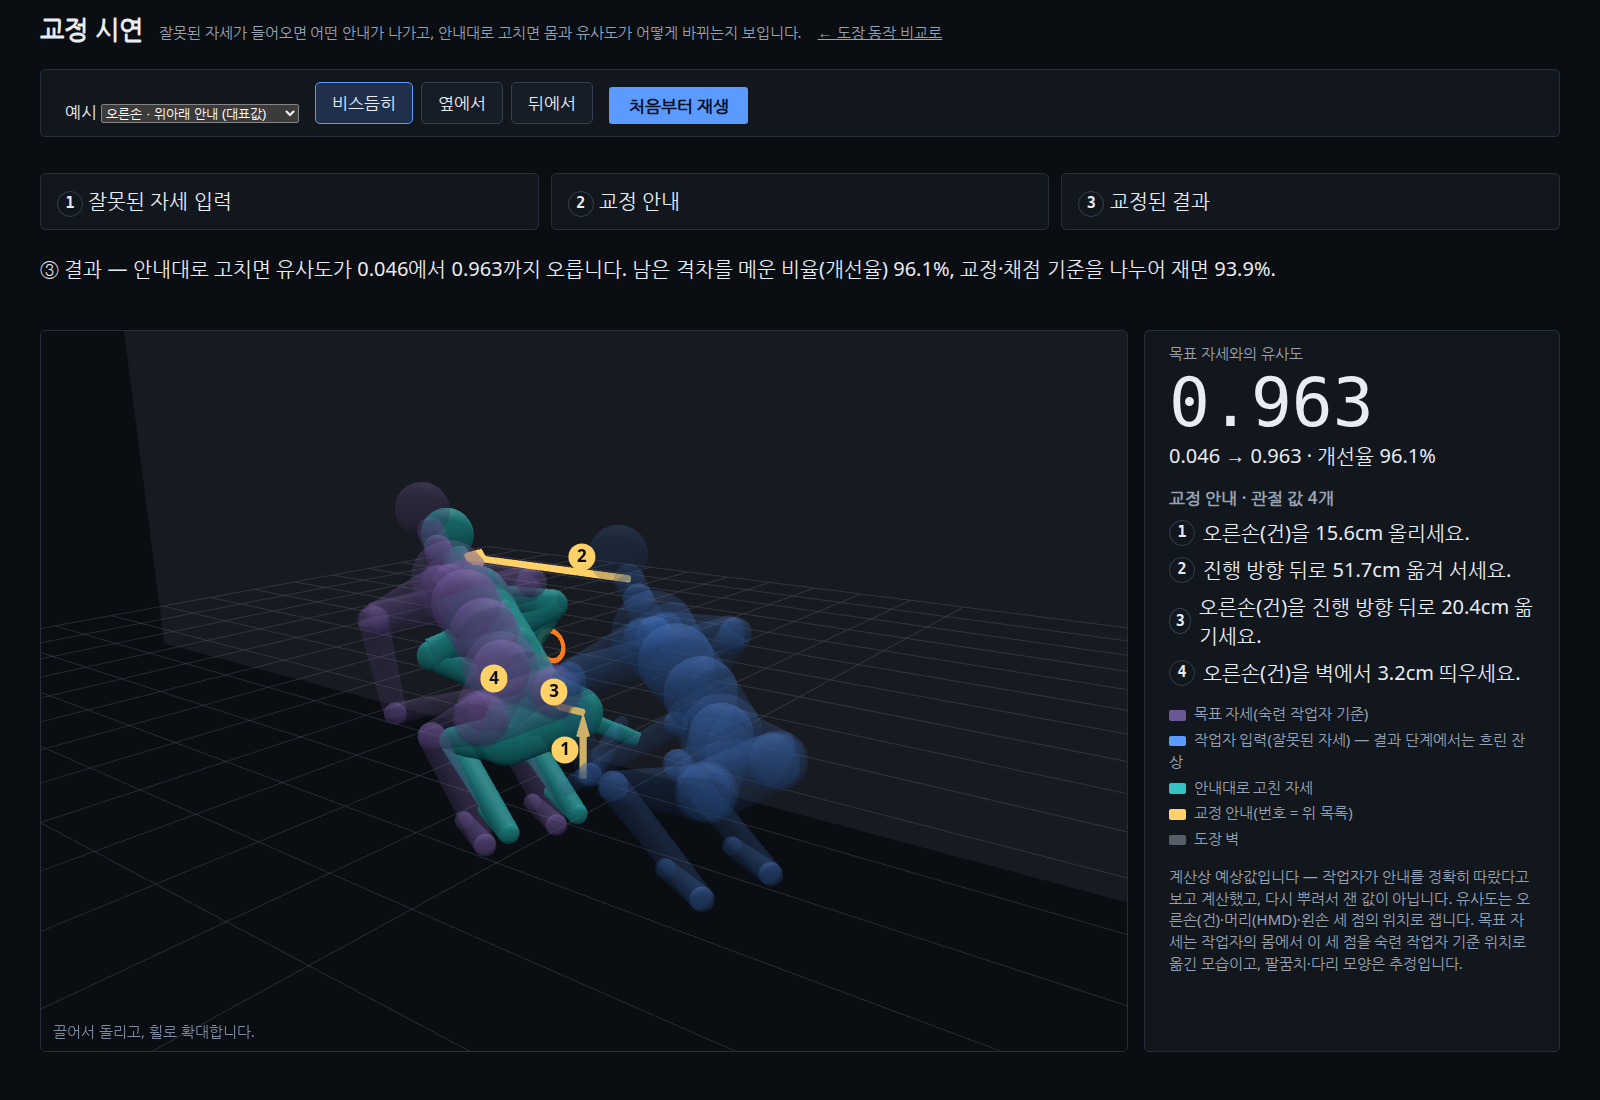 교정 시연 잘못된 자세가 들어오면 어떤 안내가 나가고, 안내대로 고치면 몸과 유사도가 어떻게 바뀌는지 보입니다. ← 도장 동작 비교로
예시 오른손 · 위아래 안내 (대표값) 비스듬히 옆에서 뒤에서 처음부터 재생
1 잘못된 자세 입력
2 교정 안내
3 교정된 결과
③ 결과 — 안내대로 고치면 유사도가 0.046에서 0.963까지 오릅니다. 남은 격차를 메운 비율(개선율) 96.1%, 교정·채점 기준을 나누어 재면 93.9%.
2
4
3
1
끌어서 돌리고, 휠로 확대합니다.
목표 자세와의 유사도
0.963
0.046 → 0.963 · 개선율 96.1%
교정 안내 · 관절 값 4개
1 오른손(건)을 15.6cm 올리세요.
2 진행 방향 뒤로 51.7cm 옮겨 서세요.
3 오른손(건)을 진행 방향 뒤로 20.4cm 옮
기세요.
4 오른손(건)을 벽에서 3.2cm 띄우세요.
목표 자세(숙련 작업자 기준)
작업자 입력(잘못된 자세) — 결과 단계에서는 흐린 잔
상
안내대로 고친 자세
교정 안내(번호 = 위 목록)
도장 벽
계산상 예상값입니다 — 작업자가 안내를 정확히 따랐다고
보고 계산했고, 다시 뿌려서 잰 값이 아닙니다. 유사도는 오
른손(건)·머리(HMD)·왼손 세 점의 위치로 잽니다. 목표 자
세는 작업자의 몸에서 이 세 점을 숙련 작업자 기준 위치로
옮긴 모습이고, 팔꿈치·다리 모양은 추정입니다.